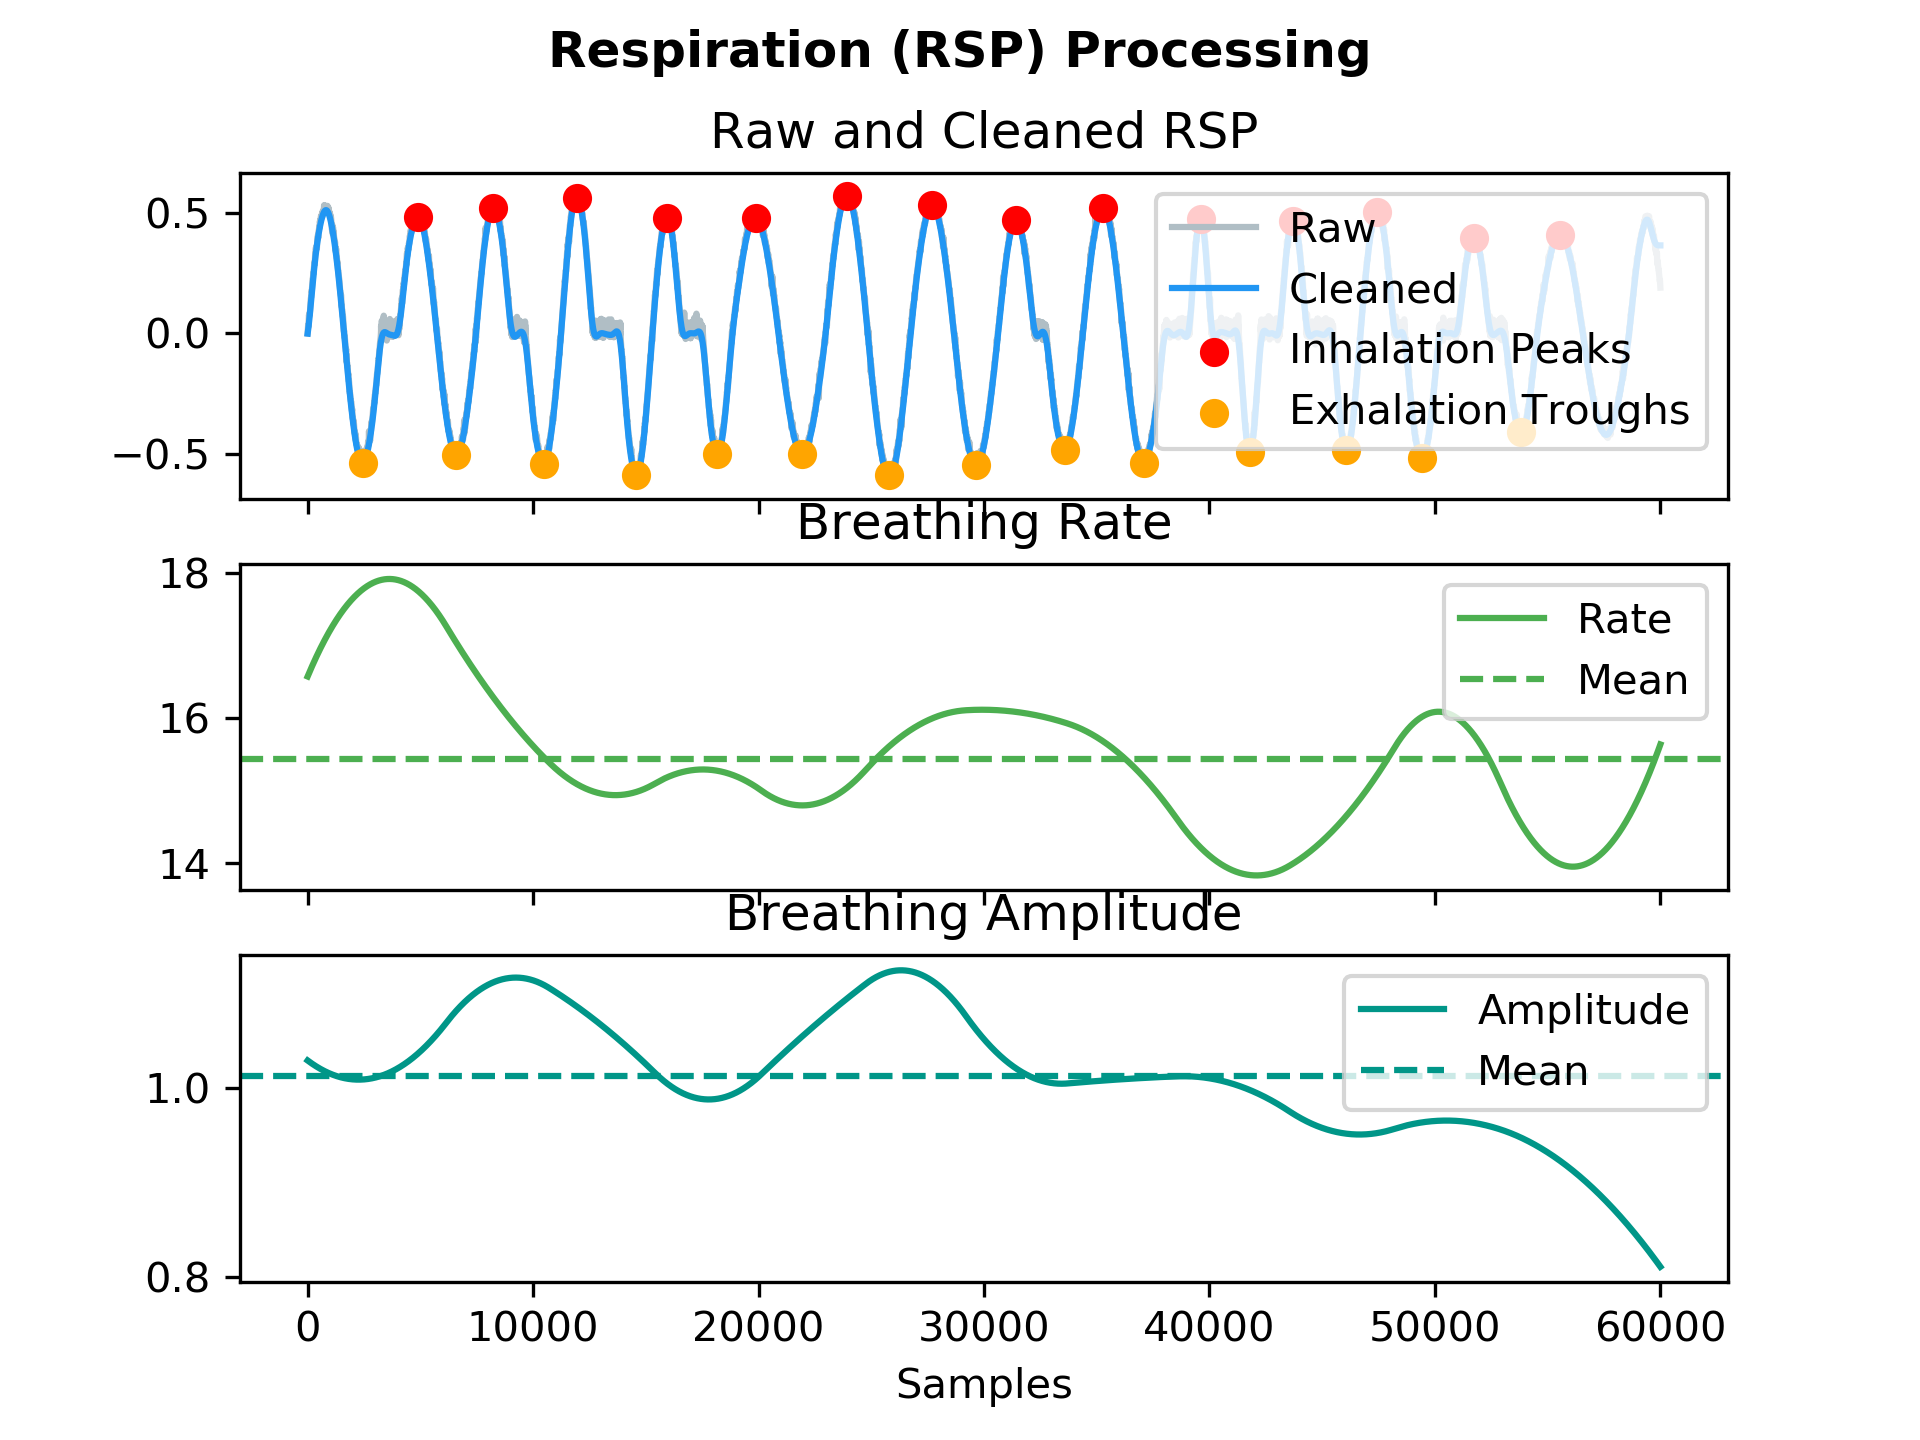 Respiration (RSP) Processing
Raw and Cleaned RSP
0.5
0.0
−0.5
Raw
Cleaned
Inhalation Peaks
Exhalation Troughs
Breathing Rate
18
16
14
Rate
Mean
Breathing Amplitude
1.0
0.8
Amplitude
Mean
0 10000 20000 30000 40000 50000 60000
Samples